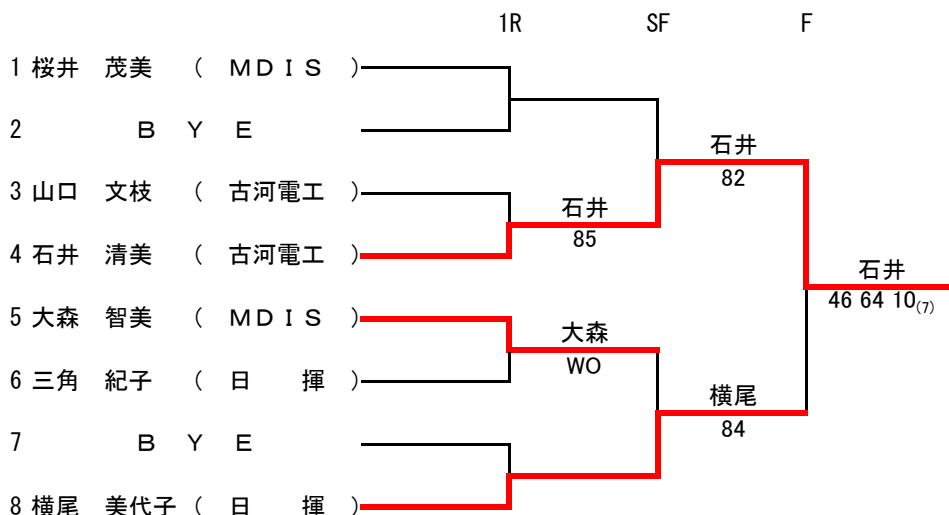 1R SF F
1 桜井 茂美 ( ＭＤＩＳ )
2 Ｂ Ｙ Ｅ
石井
82
3 山口 文枝 ( 古河電工 )
石井
85
4 石井 清美 ( 古河電工 )
石井
46 64 10(7)
5 大森 智美 ( ＭＤＩＳ )
大森
WO
6 三角 紀子 ( 日 揮 )
横尾
84
7 Ｂ Ｙ Ｅ
8 横尾 美代子 ( 日 揮 )